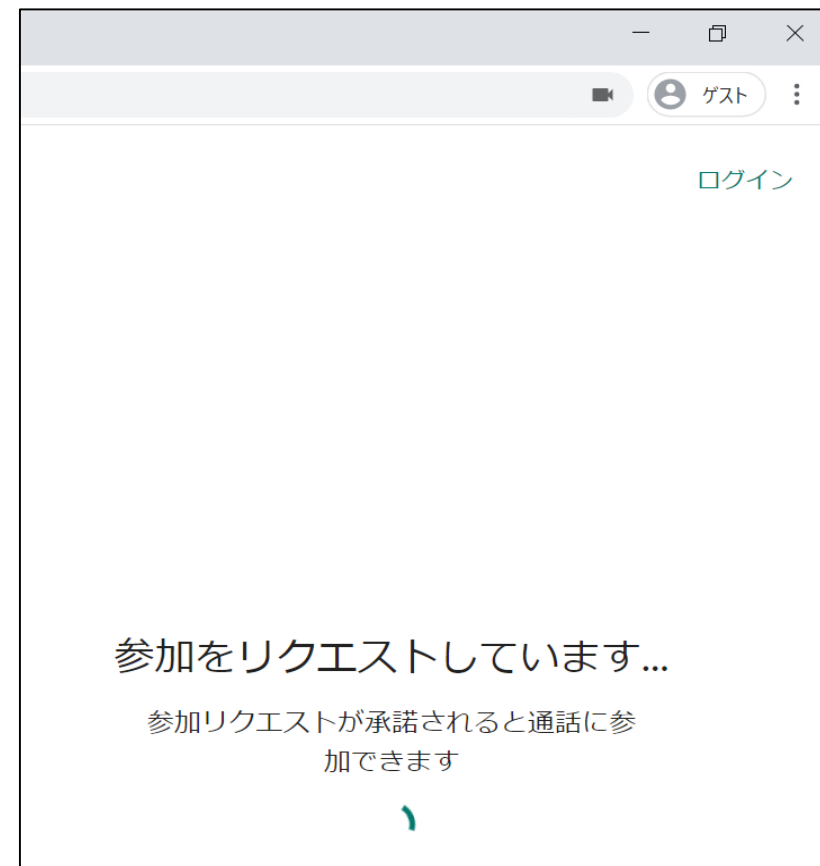 ゲスト
ログイン
参加をリクエストしています...
参加リクエストが承諾されると通話に参
加できます